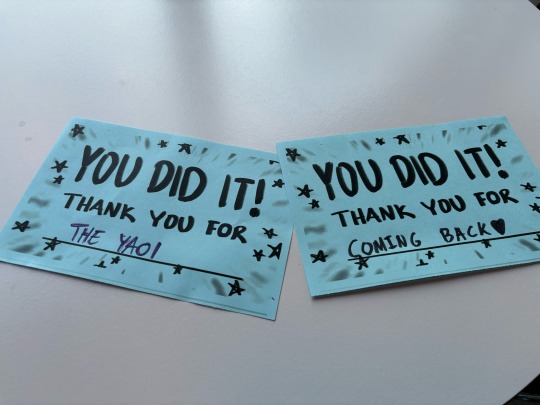 YOU DID IT!
THANK YOU FOR
THE YAOI
YOU DID IT!
THANK YOU FOR
COMING BACK♥